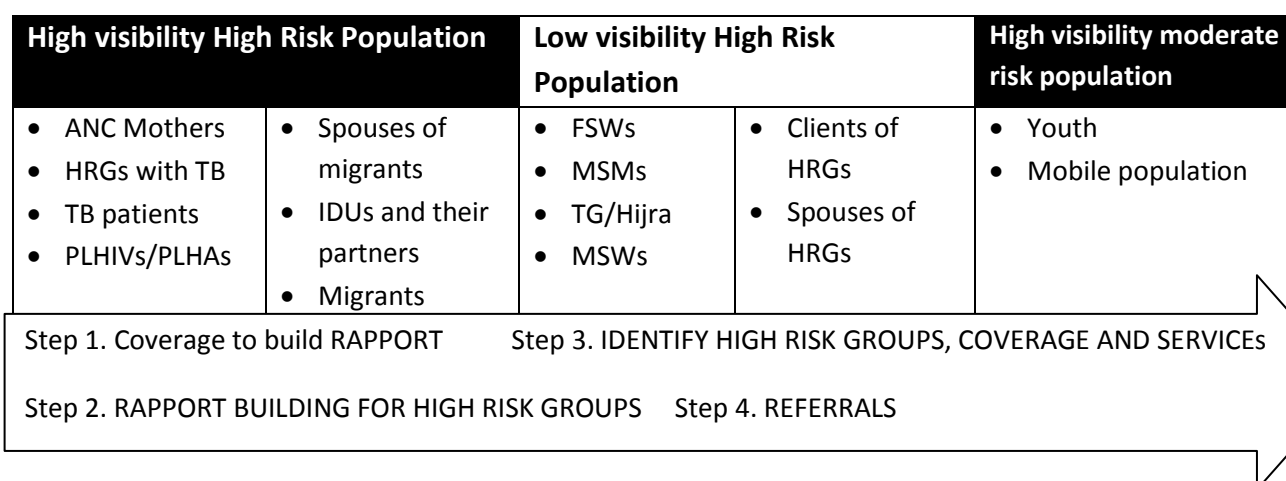 High visibility High Risk Population
Low visibility High Risk
Population
High visibility moderate
risk population
• ANC Mothers
• HRGs with TB
• TB patients
• PLHIVs/PLHAs
• Spouses of
migrants
• IDUs and their
partners
• Migrants
• FSWs
• MSMs
• TG/Hijra
• MSWs
• Clients of
HRGs
• Spouses of
HRGs
• Youth
• Mobile population
Step 1. Coverage to build RAPPORT Step 3. IDENTIFY HIGH RISK GROUPS, COVERAGE AND SERVICEs
Step 2. RAPPORT BUILDING FOR HIGH RISK GROUPS Step 4. REFERRALS